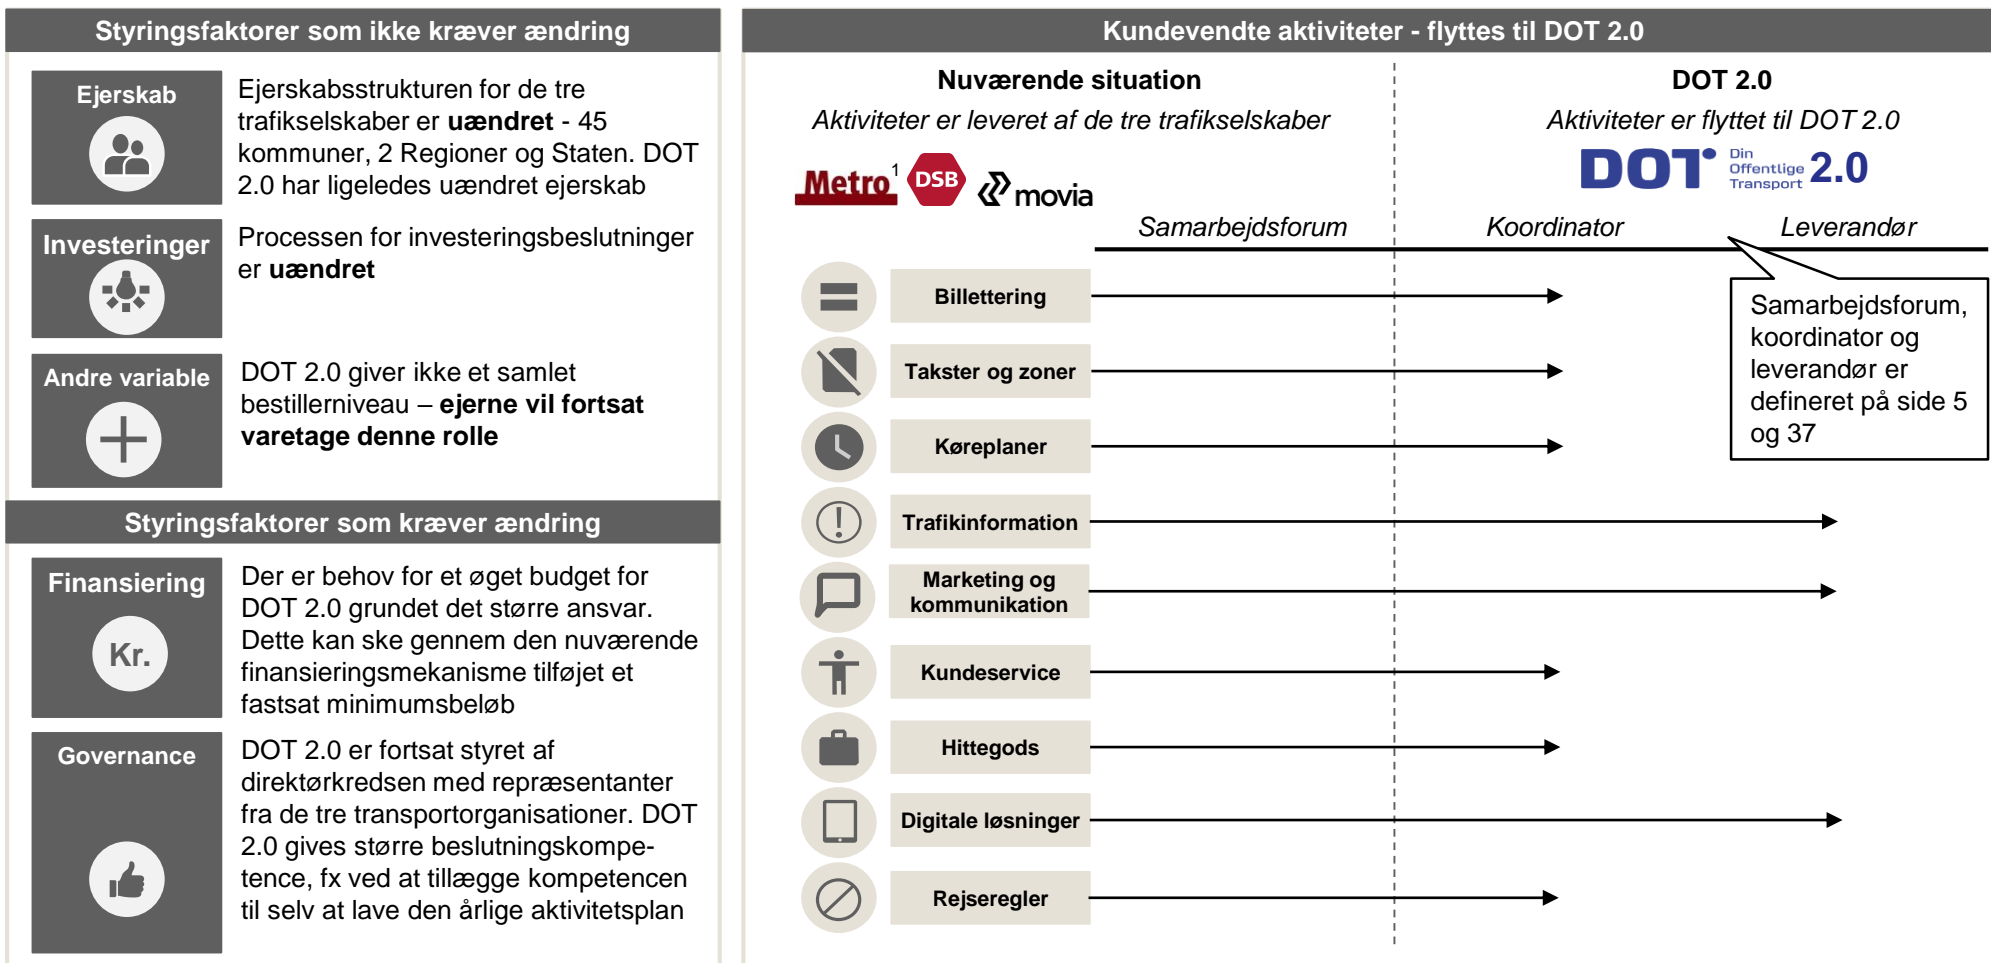 Styringsfaktorer som ikke kræver ændring
Ejerskab
Ejerskabsstrukturen for de tre
trafikselskaber er uændret - 45
kommuner, 2 Regioner og Staten. DOT
2.0 har ligeledes uændret ejerskab
Investeringer
Processen for investeringsbeslutninger
er uændret
Andre variable
DOT 2.0 giver ikke et samlet
bestillerniveau – ejerne vil fortsat
varetage denne rolle
Styringsfaktorer som kræver ændring
Finansiering
Kr.
Der er behov for et øget budget for
DOT 2.0 grundet det større ansvar.
Dette kan ske gennem den nuværende
finansieringsmekanisme tilføjet et
fastsat minimumsbeløb
Governance
DOT 2.0 er fortsat styret af
direktørkredsen med repræsentanter
fra de tre transportorganisationer. DOT
2.0 gives større beslutningskompe-
tence, fx ved at tillægge kompetencen
til selv at lave den årlige aktivitetsplan
Kundevendte aktiviteter - flyttes til DOT 2.0
Nuværende situation
Aktiviteter er leveret af de tre trafikselskaber
Metro1 DSB movia
DOT 2.0
Aktiviteter er flyttet til DOT 2.0
DOT Din
Offentlige
Transport 2.0
Samarbejdsforum Koordinator Leverandør
Samarbejdsforum,
koordinator og
leverandør er
defineret på side 5
og 37
Billettering
Takster og zoner
Køreplaner
Trafikinformation
Marketing og
kommunikation
Kundeservice
Hittegods
Digitale løsninger
Rejseregler